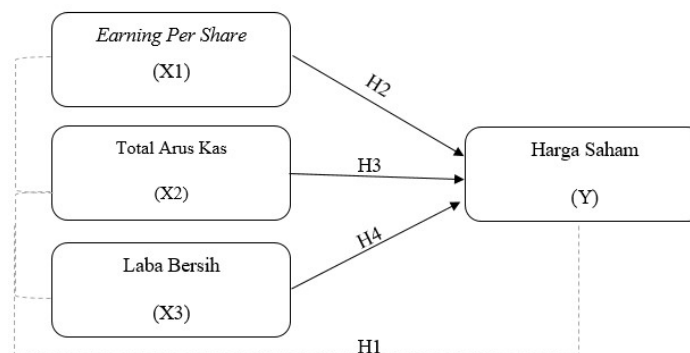 Earning Per Share
(X1)
H2
Total Arus Kas
(X2)
H3
Harga Saham
(Y)
Laba Bersih
(X3)
H4
H1